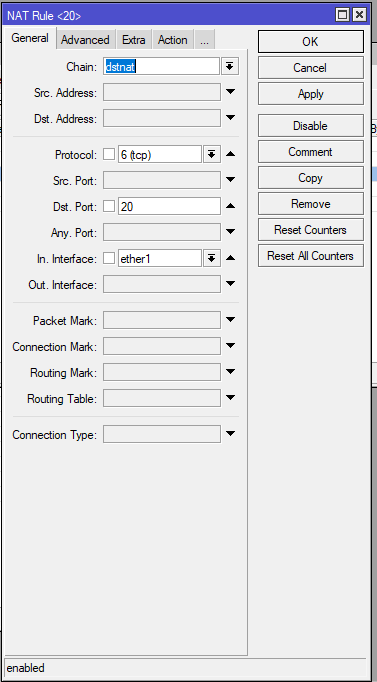 NAT Rule <20>
General Advanced Extra Action ...
Chain: dstnat
Src. Address:
Dst. Address:
Protocol: 6 (tcp)
Src. Port:
Dst. Port: 20
Any. Port:
In. Interface: ether1
Out. Interface:
Packet Mark:
Connection Mark:
Routing Mark:
Routing Table:
Connection Type:
OK
Cancel
Apply
Disable
Comment
Copy
Remove
Reset Counters
Reset All Counters
enabled